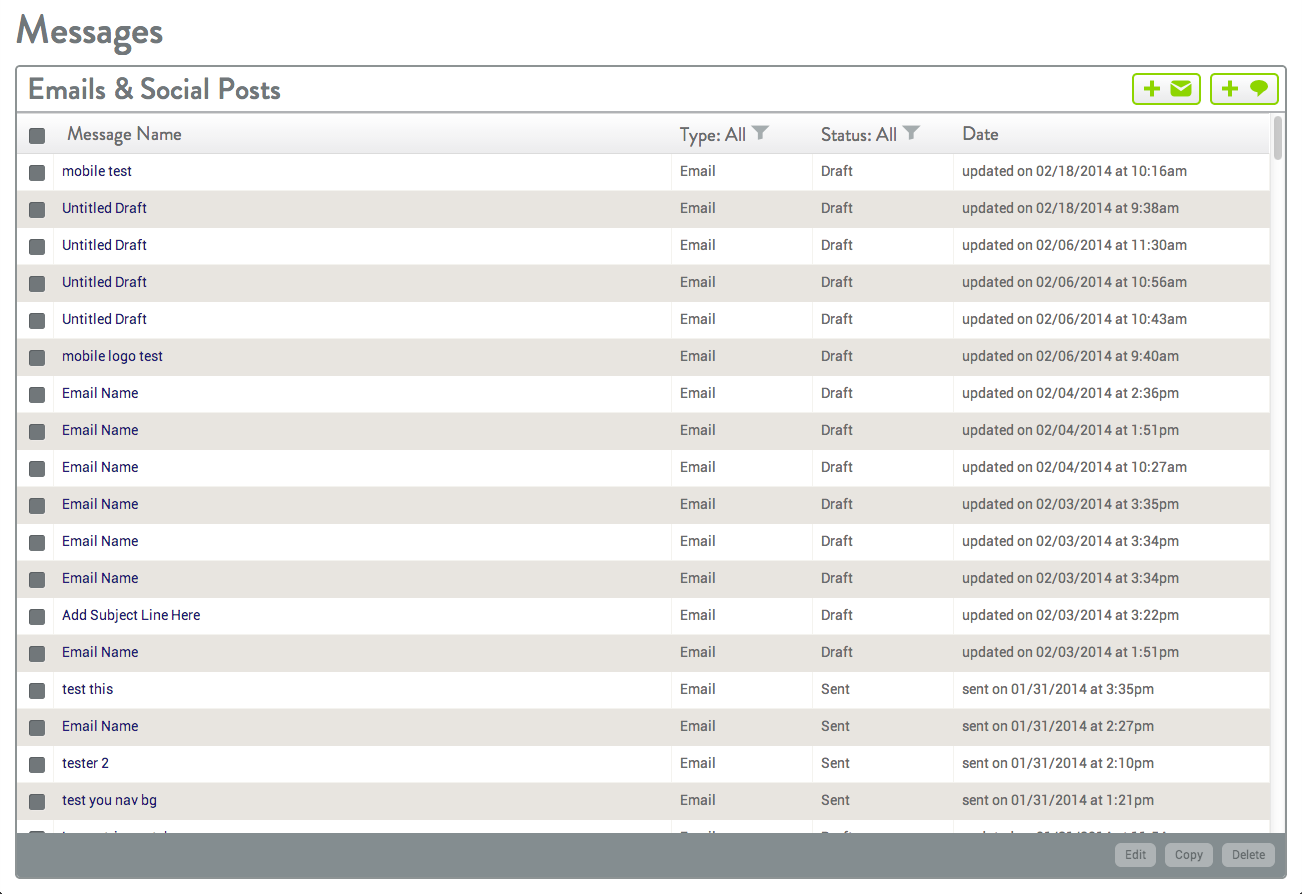 Messages
Emails & Social Posts
Message Name Type: All Status: All Date
mobile test Email Draft updated on 02/18/2014 at 10:16am
Untitled Draft Email Draft updated on 02/18/2014 at 9:38am
Untitled Draft Email Draft updated on 02/06/2014 at 11:30am
Untitled Draft Email Draft updated on 02/06/2014 at 10:56am
Untitled Draft Email Draft updated on 02/06/2014 at 10:43am
mobile logo test Email Draft updated on 02/06/2014 at 9:40am
Email Name Email Draft updated on 02/04/2014 at 2:36pm
Email Name Email Draft updated on 02/04/2014 at 1:51pm
Email Name Email Draft updated on 02/04/2014 at 10:27am
Email Name Email Draft updated on 02/03/2014 at 3:35pm
Email Name Email Draft updated on 02/03/2014 at 3:34pm
Email Name Email Draft updated on 02/03/2014 at 3:34pm
Add Subject Line Here Email Draft updated on 02/03/2014 at 3:22pm
Email Name Email Draft updated on 02/03/2014 at 1:51pm
test this Email Sent sent on 01/31/2014 at 3:35pm
Email Name Email Sent sent on 01/31/2014 at 2:27pm
tester 2 Email Sent sent on 01/31/2014 at 2:10pm
test you nav bg Email Sent sent on 01/31/2014 at 1:21pm
Edit Copy Delete